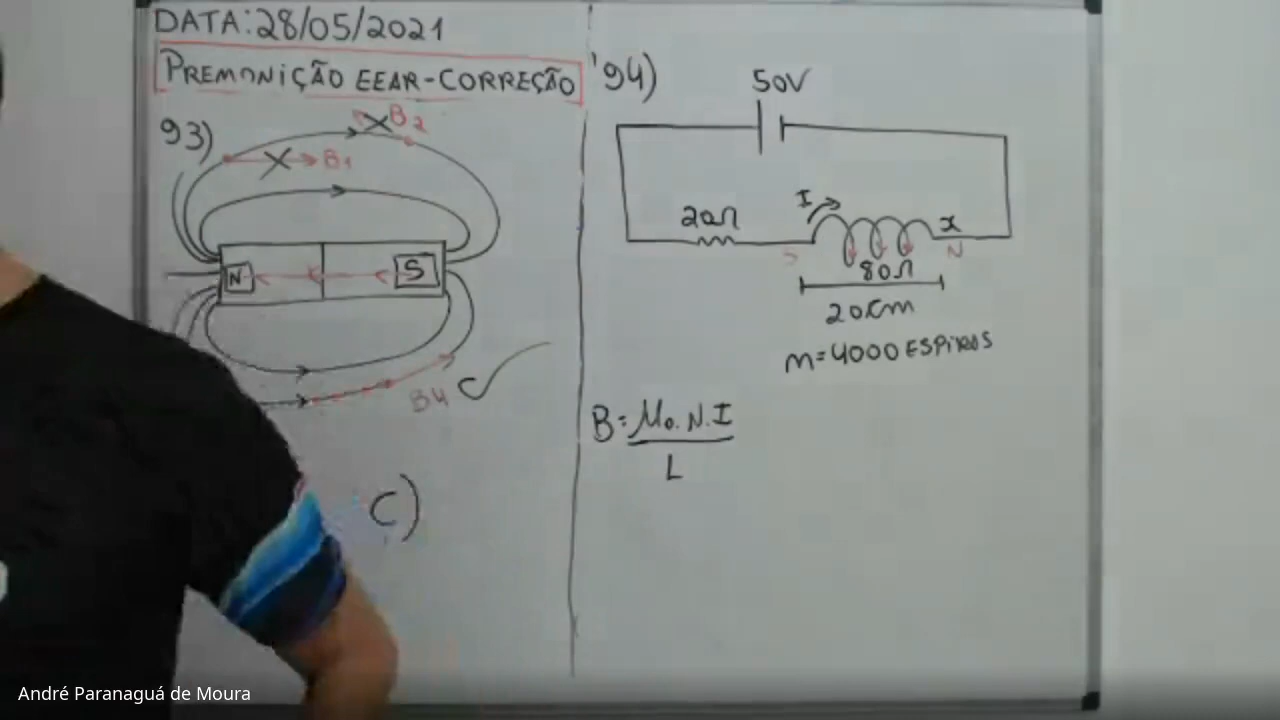 DATA:28/05/2021
PREMONIÇÃO EEAR-CORREÇÃO
93)
B2
B1
N
S
B4
C)
94)
50V
I
20Ω
x
S
N
80Ω
20cm
m=4000 ESPIRAS
B=μ0.N.I
L
André Paranaguá de Moura